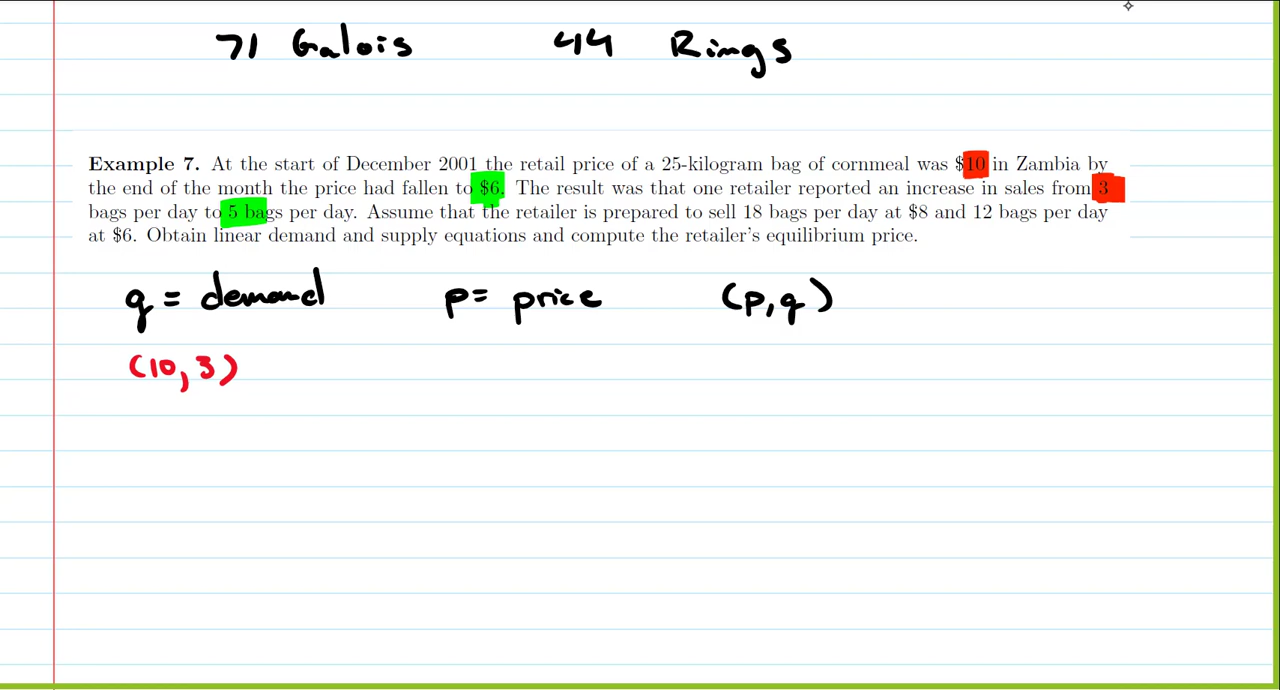 71 Galois 44 Rings
Example 7. At the start of December 2001 the retail price of a 25-kilogram bag of cornmeal was $10 in Zambia by
the end of the month the price had fallen to $6. The result was that one retailer reported an increase in sales from 3
bags per day to 5 bags per day. Assume that the retailer is prepared to sell 18 bags per day at $8 and 12 bags per day
at $6. Obtain linear demand and supply equations and compute the retailer's equilibrium price.
q = demand p = price (p, q)
(10, 3)